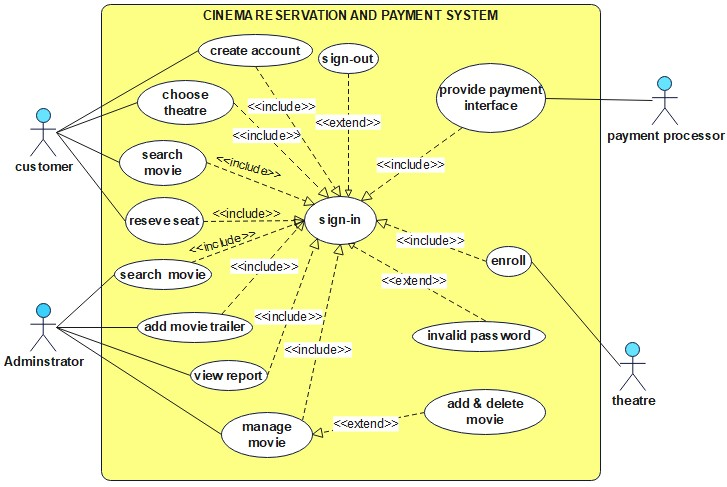 CINEMA RESERVATION AND PAYMENT SYSTEM
create account
sign-out
choose
theatre
provide payment
interface
<<include>>
<<extend>>
<<include>>
customer
payment processor
search
movie
<<include>>
<<include>>
reseve seat
<<include>>
sign-in
<<include>>
<<include>>
search movie
<<include>>
enroll
<<extend>>
add movie trailer
<<include>>
invalid password
Adminstrator
<<include>>
view report
theatre
manage
movie
<<extend>>
add & delete
movie